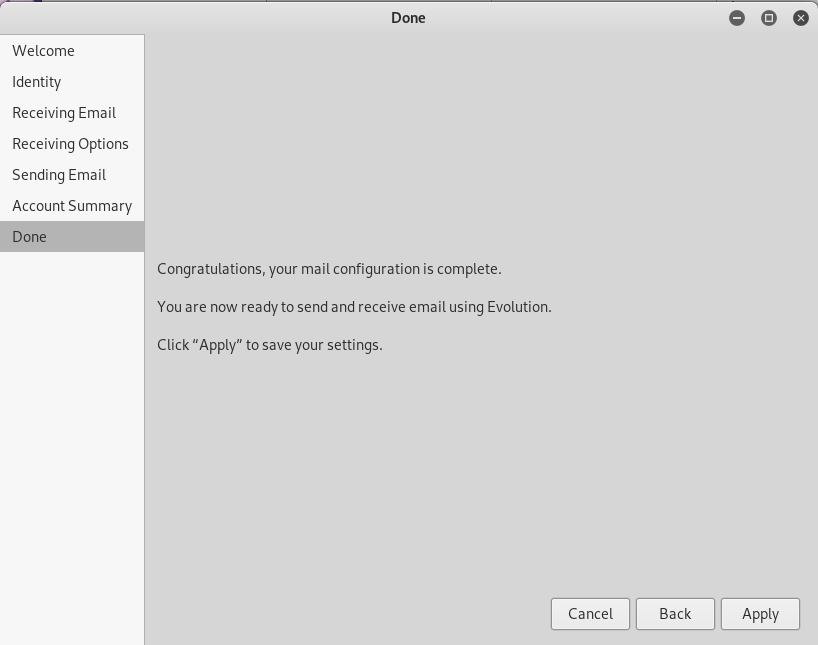 Done
Welcome
Identity
Receiving Email
Receiving Options
Sending Email
Account Summary
Done
Congratulations, your mail configuration is complete.
You are now ready to send and receive email using Evolution.
Click “Apply” to save your settings.
Cancel Back Apply